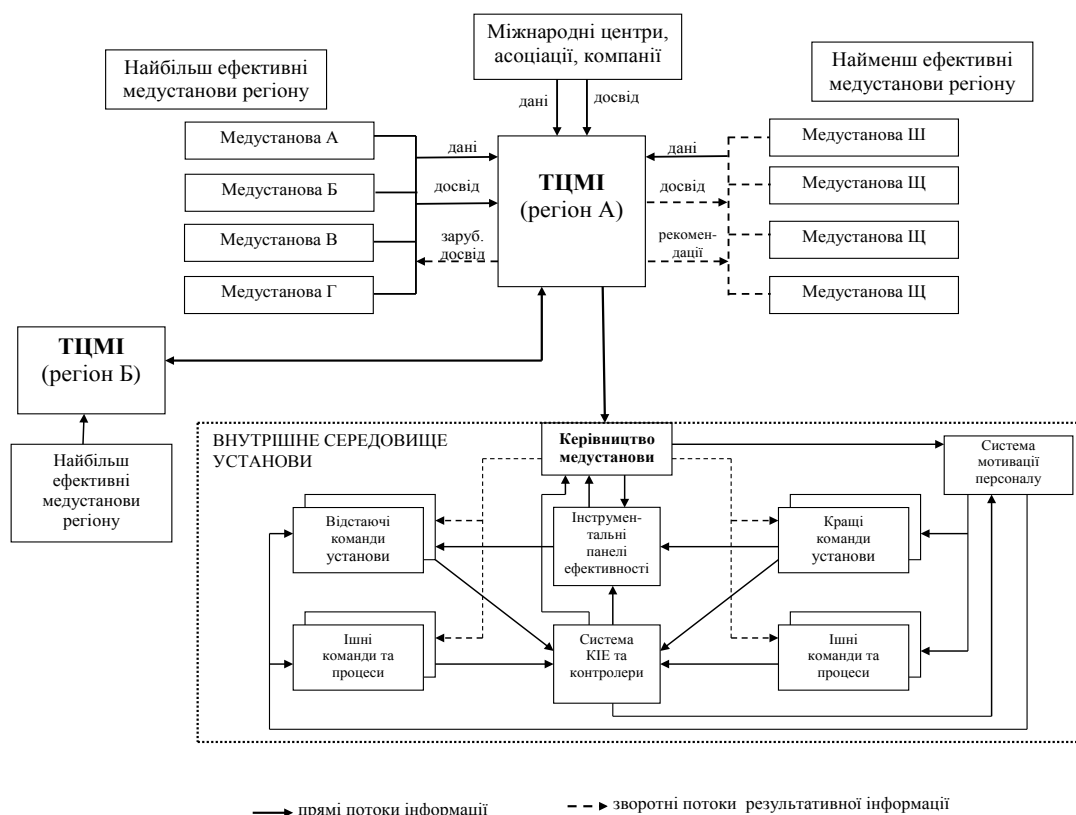 Міжнародні центри,
асоціації, компанії
Найбільш ефективні
медустанови регіону
Найменш ефективні
медустанови регіону
дані
досвід
Медустанова А
Медустанова Б
Медустанова В
Медустанова Г
дані
досвід
заруб.
досвід
ТЦМІ
(регіон А)
дані
досвід
рекомен-
дації
Медустанова Ш
Медустанова Щ
Медустанова Щ
Медустанова Щ
ТЦМІ
(регіон Б)
Найбільш
ефективні
медустанови
регіону
ВНУТРІШНЕ СЕРЕДОВИЩЕ
УСТАНОВИ
Керівництво
медустанови
Система
мотивації
персоналу
Відстаючі
команди
установи
Інструмен-
тальні
панелі
ефективності
Кращі
команди
установи
Ішні
команди та
процеси
Система
КІЕ та
контролери
Ішні
команди та
процеси
прямі потоки інформації
зворотні потоки результативної інформації